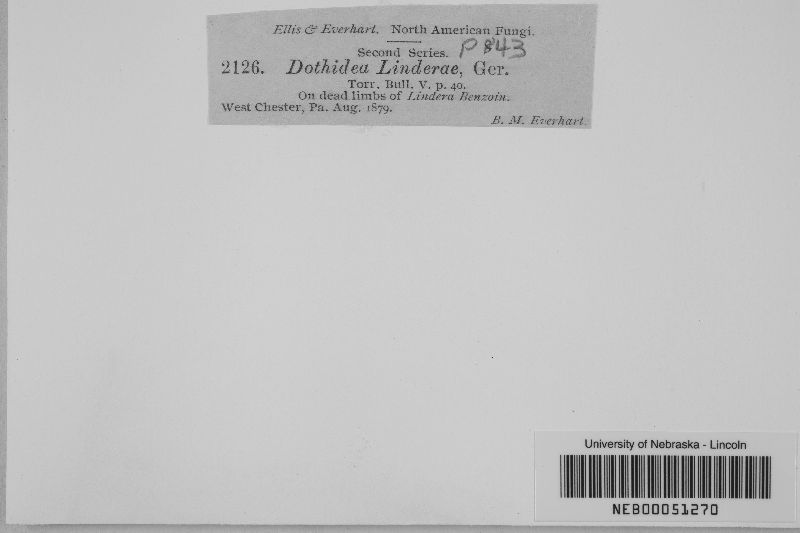 Ellis & Everhart. North American Fungi.
Second Series. P 843
2126. Dothidea Linderae, Ger.
Torr. Bull. V. p. 40.
On dead limbs of Lindera Benzoin.
West Chester, Pa. Aug. 1879.
B. M. Everhart.
University of Nebraska - Lincoln
NEB00051270